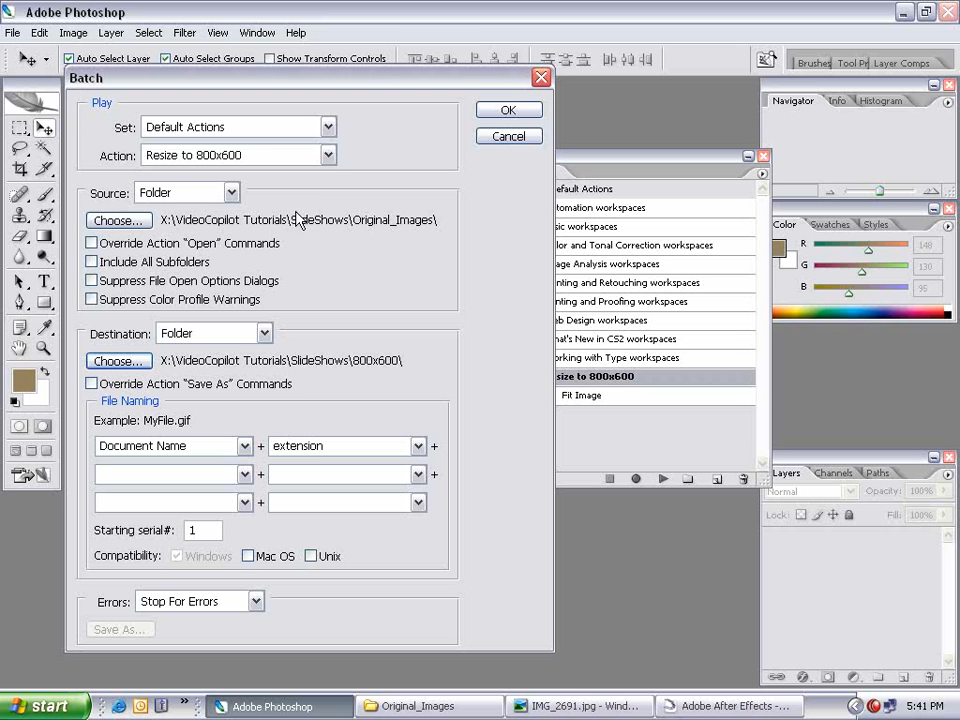 Adobe Photoshop
File Edit Image Layer Select Filter View Window Help
Auto Select Layer Auto Select Groups Show Transform Controls
Brushes Tool Pr Layer Comps
Batch
Play
Set: Default Actions
Action: Resize to 800x600
OK
Cancel
Source: Folder
Choose... X:\VideoCopilot Tutorials\SlideShows\Original_Images\
Override Action "Open" Commands
Include All Subfolders
Suppress File Open Options Dialogs
Suppress Color Profile Warnings
Destination: Folder
Choose... X:\VideoCopilot Tutorials\SlideShows\800x600\
Override Action "Save As" Commands
File Naming
Example: MyFile.gif
Document Name + extension +
+ +
+
Starting serial#: 1
Compatibility: Windows Mac OS Unix
Errors: Stop For Errors
Save As...
efault Actions
tomation workspaces
sic workspaces
lor and Tonal Correction workspaces
age Analysis workspaces
inting and Retouching workspaces
inting and Proofing workspaces
eb Design workspaces
hat's New in CS2 workspaces
orking with Type workspaces
size to 800x600
Fit Image
Navigator Info Histogram
Color Swatches Styles
R 148
G 130
B 95
Layers Channels Paths
Normal Opacity: 100%
Lock: Fill: 100%
start
Adobe Photoshop
Original_Images
IMG_2691.jpg - Wind...
Adobe After Effects - ...
5:41 PM